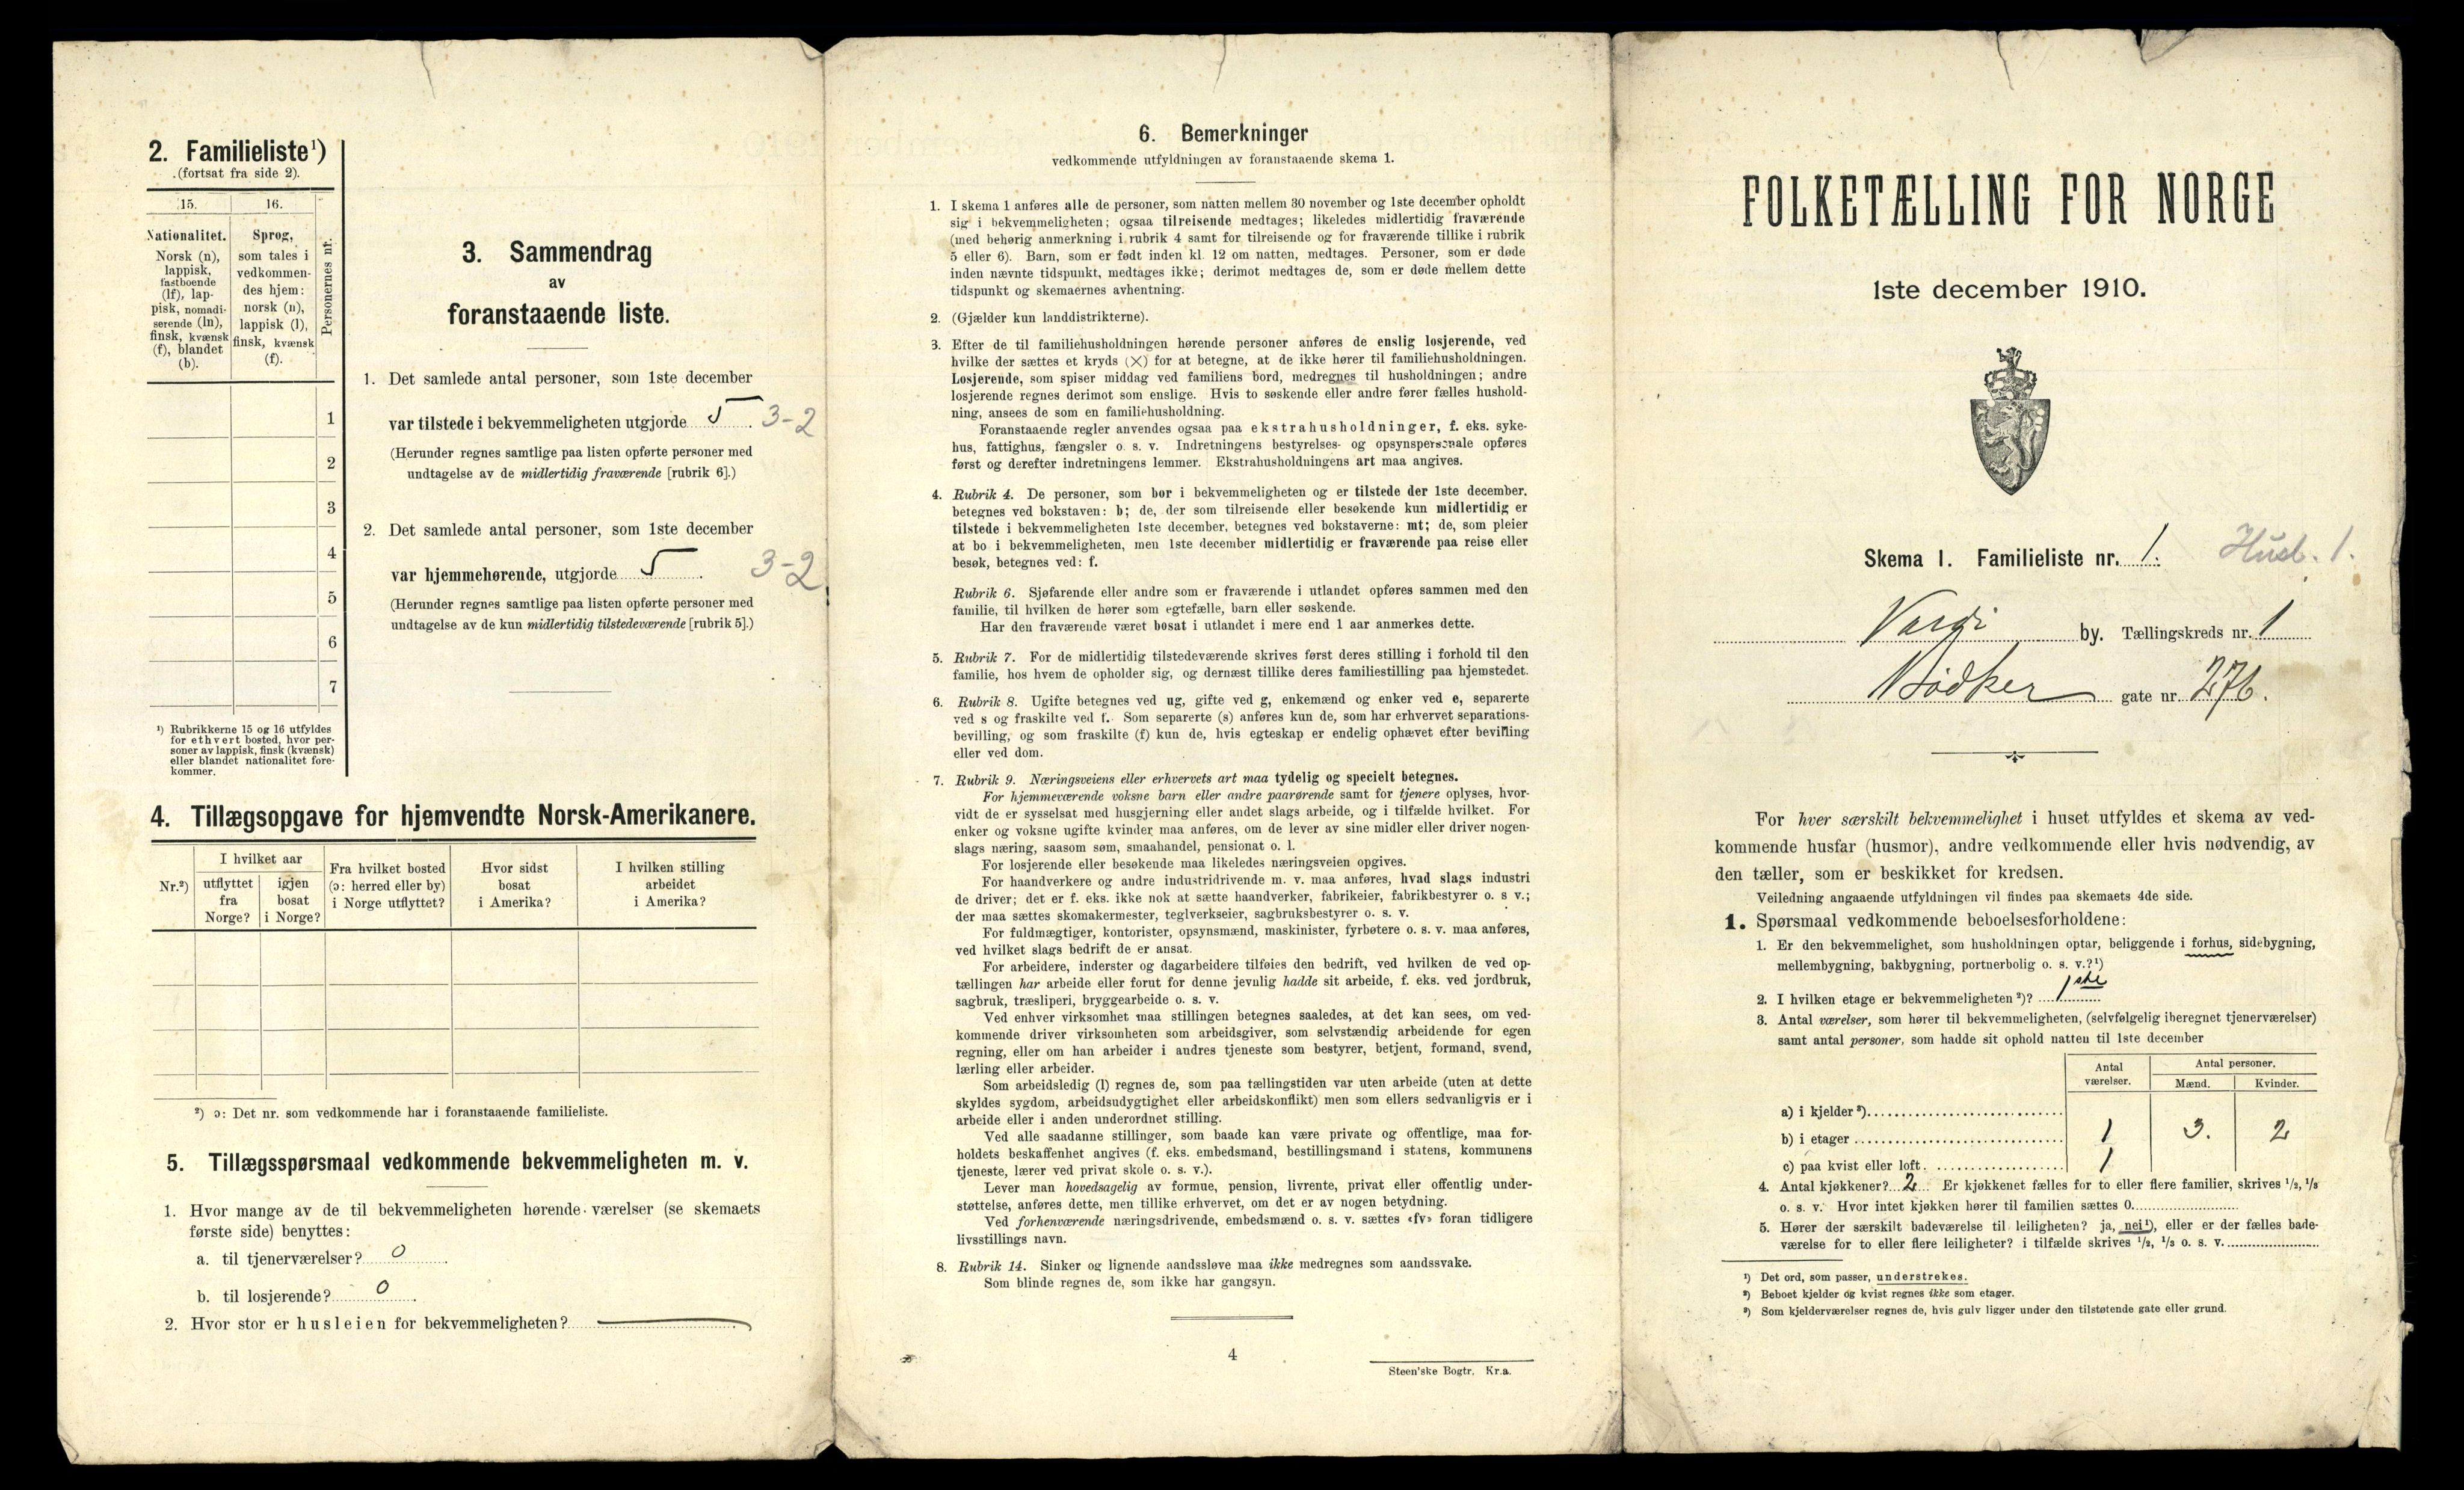 2. Familieliste¹)
(fortsat fra side 2).
15.
16.
Personernes nr.
Nationalitet.
Norsk (n),
lappisk,
fastboende
(lf), lap-
pisk, nomadi-
serende (ln),
finsk, kvænsk
(f), blandet
(b).
Sprog,
som tales i
vedkommen-
des hjem:
norsk (n),
lappisk (l),
finsk, kvænsk
(f).
1
2
3
4
5
6
7
¹) Rubrikkerne 15 og 16 utfyldes
for ethvert bosted, hvor per-
soner av lappisk, finsk (kvænsk)
eller blandet nationalitet fore-
kommer.
3. Sammendrag
av
foranstaaende liste.
1. Det samlede antal personer, som 1ste december
var tilstede i bekvemmeligheten utgjorde 5. 3-2
(Herunder regnes samtlige paa listen opførte personer med
undtagelse av de midlertidig fraværende [rubrik 6].)
2. Det samlede antal personer, som 1ste december
var hjemmehørende, utgjorde 5. 3-2
(Herunder regnes samtlige paa listen opførte personer med
undtagelse av de kun midlertidig tilstedeværende [rubrik 5].)
4. Tillægsopgave for hjemvendte Norsk-Amerikanere.
Nr.²)
I hvilket aar
utflyttet
fra
Norge?
igjen
bosat
i Norge?
Fra hvilket bosted
(ɔ: herred eller by)
i Norge utflyttet?
Hvor sidst
bosat
i Amerika?
I hvilken stilling
arbeidet
i Amerika?
²) ɔ: Det nr. som vedkommende har i foranstaaende familieliste.
5. Tillægsspørsmaal vedkommende bekvemmeligheten m. v.
1. Hvor mange av de til bekvemmeligheten hørende værelser (se skemaets
første side) benyttes:
a. til tjenerværelser? 0
b. til losjerende? 0
2. Hvor stor er husleien for bekvemmeligheten?
6. Bemerkninger
vedkommende utfyldningen av foranstaaende skema 1.
1. I skema 1 anføres alle de personer, som natten mellem 30 november og 1ste december opholdt
sig i bekvemmeligheten; ogsaa tilreisende medtages; likeledes midlertidig fraværende
(med behørig anmerkning i rubrik 4 samt for tilreisende og for fraværende tillike i rubrik
5 eller 6). Barn, som er født inden kl. 12 om natten, medtages. Personer, som er døde
inden nævnte tidspunkt, medtages ikke; derimot medtages de, som er døde mellem dette
tidspunkt og skemaernes avhentning.
2. (Gjælder kun landdistrikterne).
3. Efter de til familiehusholdningen hørende personer anføres de enslig losjerende, ved
hvilke der sættes et kryds (×) for at betegne, at de ikke hører til familiehusholdningen.
Losjerende, som spiser middag ved familiens bord, medregnes til husholdningen; andre
losjerende regnes derimot som enslige. Hvis to søskende eller andre fører fælles hushold-
ning, ansees de som en familiehusholdning.
Foranstaaende regler anvendes ogsaa paa ekstrahusholdninger, f. eks. syke-
hus, fattighus, fængsler o. s. v. Indretningens bestyrelses- og opsynspersonale opføres
først og derefter indretningens lemmer. Ekstrahusholdningens art maa angives.
4. Rubrik 4. De personer, som bor i bekvemmeligheten og er tilstede der 1ste december,
betegnes ved bokstaven: b; de, der som tilreisende eller besøkende kun midlertidig er
tilstede i bekvemmeligheten 1ste december, betegnes ved bokstaverne: mt; de, som pleier
at bo i bekvemmeligheten, men 1ste december midlertidig er fraværende paa reise eller
besøk, betegnes ved: f.
Rubrik 6. Sjøfarende eller andre som er fraværende i utlandet opføres sammen med den
familie, til hvilken de hører som egtefælle, barn eller søskende.
Har den fraværende været bosat i utlandet i mere end 1 aar anmerkes dette.
5. Rubrik 7. For de midlertidig tilstedeværende skrives først deres stilling i forhold til den
familie, hos hvem de opholder sig, og dernæst tillike deres familiestilling paa hjemstedet.
6. Rubrik 8. Ugifte betegnes ved ug, gifte ved g, enkemænd og enker ved e, separerte
ved s og fraskilte ved f. Som separerte (s) anføres kun de, som har erhvervet separations-
bevilling, og som fraskilte (f) kun de, hvis egteskap er endelig ophævet efter bevilling
eller ved dom.
7. Rubrik 9. Næringsveiens eller erhvervets art maa tydelig og specielt betegnes.
For hjemmeværende voksne barn eller andre paarørende samt for tjenere oplyses, hvor-
vidt de er sysselsat med husgjerning eller andet slags arbeide, og i tilfælde hvilket. For
enker og voksne ugifte kvinder maa anføres, om de lever av sine midler eller driver nogen-
slags næring, saasom søm, smaahandel, pensionat o. l.
For losjerende eller besøkende maa likeledes næringsveien opgives.
For haandverkere og andre industridrivende m. v. maa anføres, hvad slags industri
de driver; det er f. eks. ikke nok at sætte haandverker, fabrikeier, fabrikbestyrer o. s v.;
der maa sættes skomakermester, teglverkseier, sagbruksbestyrer o. s. v.
For fuldmægtiger, kontorister, opsynsmænd, maskinister, fyrbøtere o. s. v. maa anføres,
ved hvilket slags bedrift de er ansat.
For arbeidere, inderster og dagarbeidere tilføies den bedrift, ved hvilken de ved op-
tællingen har arbeide eller forut for denne jevnlig hadde sit arbeide, f. eks. ved jordbruk,
sagbruk, træsliperi, bryggearbeide o. s. v.
Ved enhver virksomhet maa stillingen betegnes saaledes, at det kan sees, om ved-
kommende driver virksomheten som arbeidsgiver, som selvstændig arbeidende for egen
regning, eller om han arbeider i andres tjeneste som bestyrer, betjent, formand, svend,
lærling eller arbeider.
Som arbeidsledig (l) regnes de, som paa tællingstiden var uten arbeide (uten at dette
skyldes sygdom, arbeidsudygtighet eller arbeidskonflikt) men som ellers sedvanligvis er i
arbeide eller i anden underordnet stilling.
Ved alle saadanne stillinger, som baade kan være private og offentlige, maa for-
holdets beskaffenhet angives (f. eks. embedsmand, bestillingsmand i statens, kommunens
tjeneste, lærer ved privat skole o. s. v.).
Lever man hovedsagelig av formue, pension, livrente, privat eller offentlig under-
støttelse, anføres dette, men tillike erhvervet, om det er av nogen betydning.
Ved forhenværende næringsdrivende, embedsmænd o. s. v. sættes «fv» foran tidligere
livsstillings navn.
8. Rubrik 14. Sinker og lignende aandssløve maa ikke medregnes som aandssvake.
Som blinde regnes de, som ikke har gangsyn.
4
Steen'ske Bogtr. Kr.a.
FOLKETÆLLING FOR NORGE
1ste december 1910.
Skema I. Familieliste nr. 1. Husl. 1.
by. Tællingskreds nr. 1
Bødker gate nr. 276.
For hver særskilt bekvemmelighet i huset utfyldes et skema av ved-
kommende husfar (husmor), andre vedkommende eller hvis nødvendig, av
den tæller, som er beskikket for kredsen.
Veiledning angaaende utfyldningen vil findes paa skemaets 4de side.
1. Spørsmaal vedkommende beboelsesforholdene:
1. Er den bekvemmelighet, som husholdningen optar, beliggende i forhus, sidebygning,
mellembygning, bakbygning, portnerbolig o. s. v.?¹)
2. I hvilken etage er bekvemmeligheten²)? 1ste
3. Antal værelser, som hører til bekvemmeligheten, (selvfølgelig iberegnet tjenerværelser)
samt antal personer, som hadde sit ophold natten til 1ste december
Antal
værelser.
Antal personer.
Mænd.
Kvinder.
a) i kjelder³)
b) i etager 1 3. 2
c) paa kvist eller loft 1
4. Antal kjøkkener? 2 Er kjøkkenet fælles for to eller flere familier, skrives ¹/₂, ¹/₃
o. s. v. Hvor intet kjøkken hører til familien sættes 0.
5. Hører der særskilt badeværelse til leiligheten? ja, nei¹), eller er der fælles bade-
værelse for to eller flere leiligheter? i tilfælde skrives ¹/₂, ¹/₃ o. s. v.
¹) Det ord, som passer, understrekes.
²) Beboet kjelder og kvist regnes ikke som etager.
³) Som kjelderværelser regnes de, hvis gulv ligger under den tilstøtende gate eller grund.